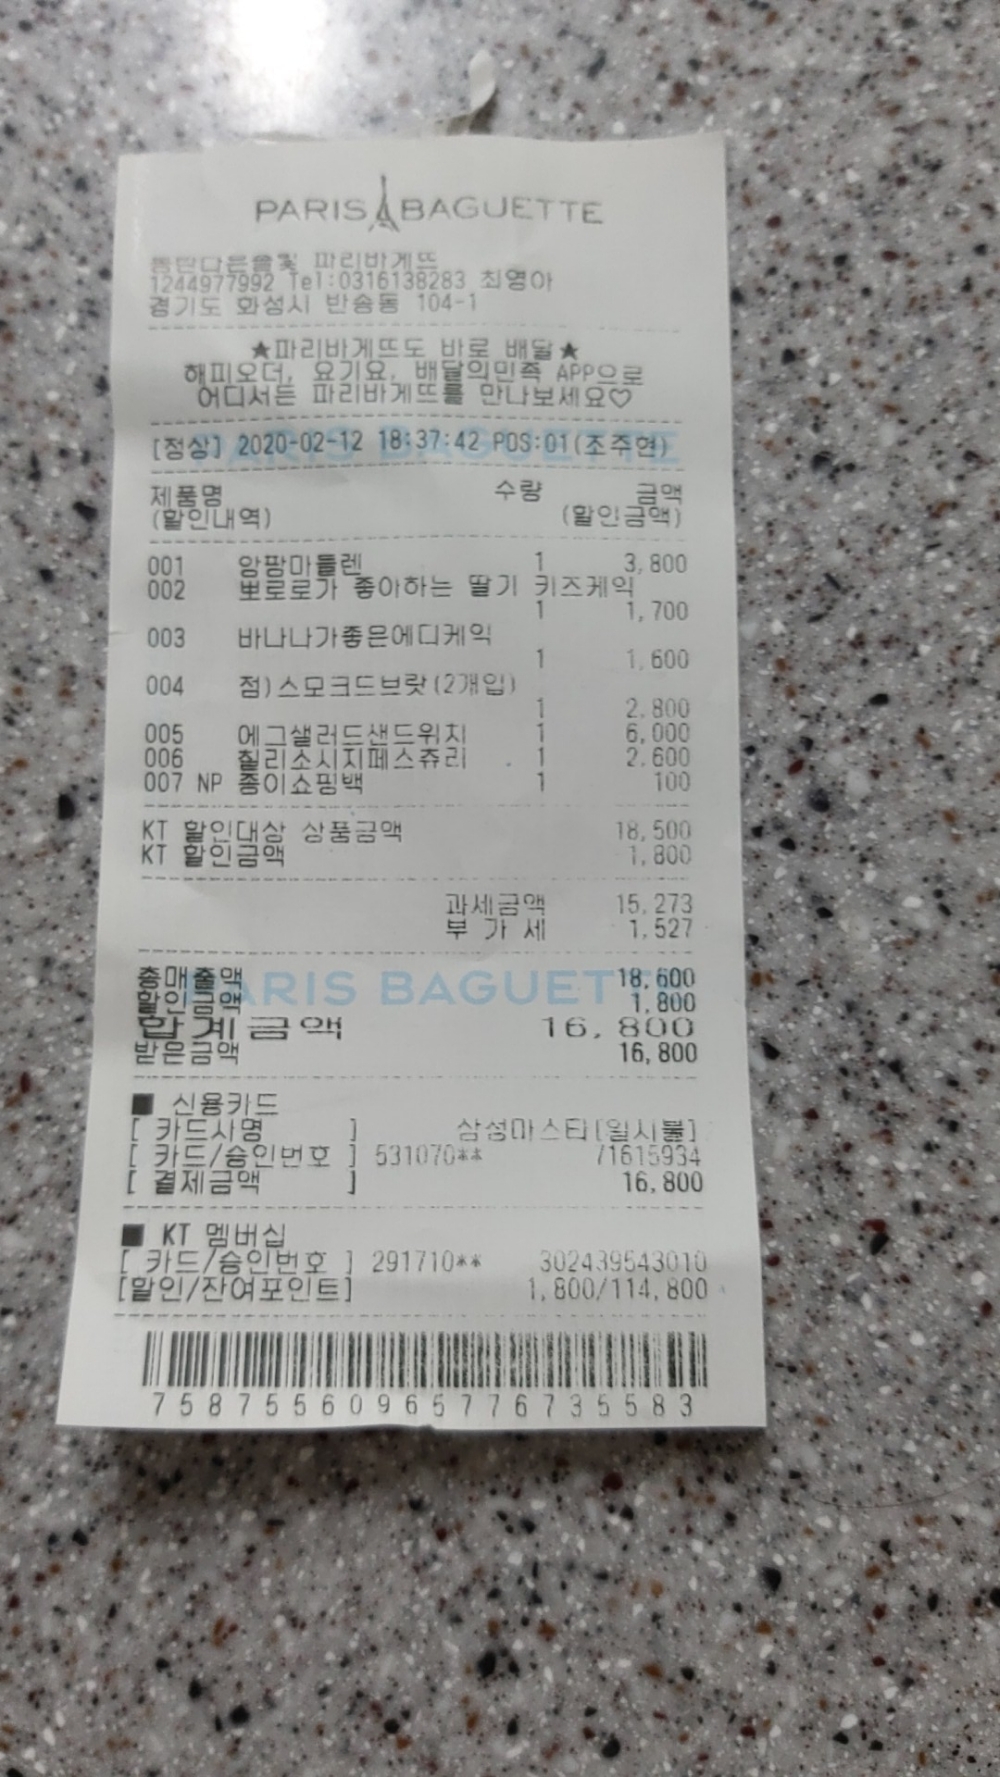 PARIS BAGUETTE
동탄다은숲및 파리바게뜨
1244977992 Tel:0316138283 최영아
경기도 화성시 반송동 104-1
★파리바게뜨도 바로 배달★
해피오더, 요기요, 배달의민족 APP으로
어디서든 파리바게뜨를 만나보세요♡
PARIS BAGUETTE
[정상] 2020-02-12 18:37:42 POS:01(조주현)
제품명 수량 금액
(할인내역) (할인금액)
001 앙팡마들렌 1 3,800
002 뽀로로가 좋아하는 딸기 키즈케익
1 1,700
003 바나나가좋은에디케익
1 1,600
004 점)스모크드브랏(2개입)
1 2,800
005 에그샐러드샌드위치 1 6,000
006 칠리소시지페스츄리 1 2,600
007 NP 종이쇼핑백 1 100
KT 할인대상 상품금액 18,500
KT 할인금액 1,800
과세금액 15,273
부 가 세 1,527
PARIS BAGUETTE
총매출액 18,600
할인금액 1,800
합계금액 16,800
받은금액 16,800
■ 신용카드
[ 카드사명 ] 삼성마스타[일시불]
[ 카드/승인번호 ] 531070** /1615934
[ 결제금액 ] 16,800
■ KT 멤버십
[ 카드/승인번호 ] 291710** 302439543010
[할인/잔여포인트] 1,800/114,800
75875560965776735583